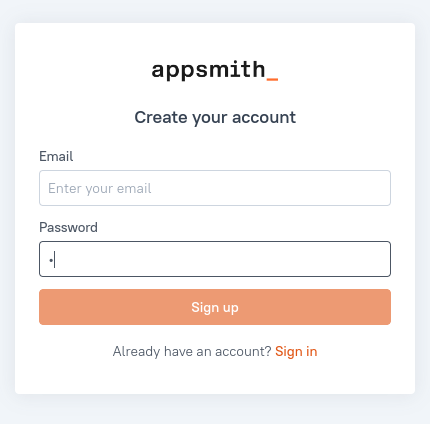 appsmith_
Create your account
Email
Enter your email
Password
•
Sign up
Already have an account? Sign in